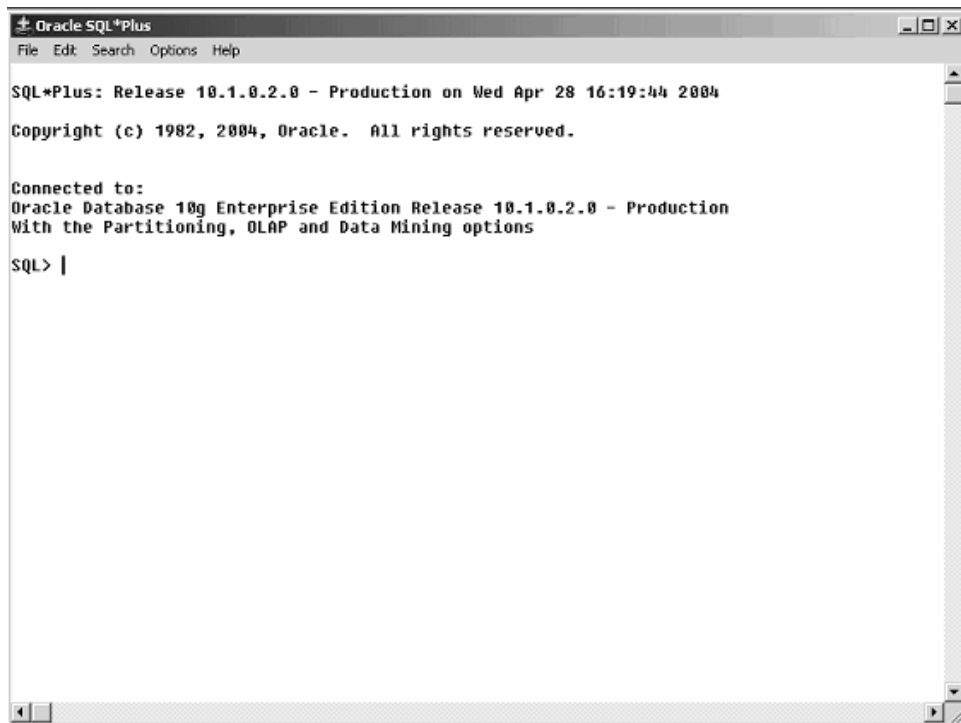 Oracle SQL*Plus
File Edit Search Options Help
SQL*Plus: Release 10.1.0.2.0 - Production on Wed Apr 28 16:19:44 2004
Copyright (c) 1982, 2004, Oracle.  All rights reserved.
Connected to:
Oracle Database 10g Enterprise Edition Release 10.1.0.2.0 - Production
With the Partitioning, OLAP and Data Mining options
SQL>